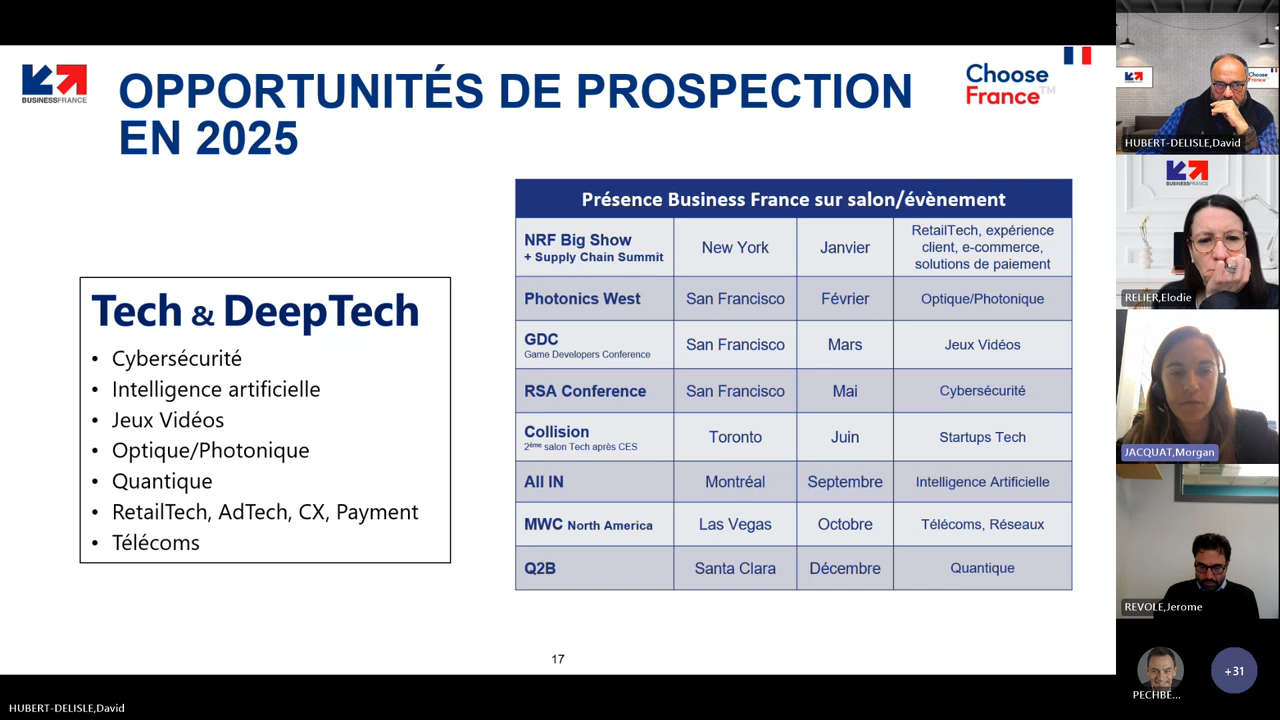 BUSINESSFRANCE
OPPORTUNITÉS DE PROSPECTION
EN 2025
Choose
France™
Tech & DeepTech
• Cybersécurité
• Intelligence artificielle
• Jeux Vidéos
• Optique/Photonique
• Quantique
• RetailTech, AdTech, CX, Payment
• Télécoms
Présence Business France sur salon/évènement
NRF Big Show
+ Supply Chain Summit
New York
Janvier
RetailTech, expérience
client, e-commerce,
solutions de paiement
Photonics West
San Francisco
Février
Optique/Photonique
GDC
Game Developers Conference
San Francisco
Mars
Jeux Vidéos
RSA Conference
San Francisco
Mai
Cybersécurité
Collision
2ème salon Tech après CES
Toronto
Juin
Startups Tech
All IN
Montréal
Septembre
Intelligence Artificielle
MWC North America
Las Vegas
Octobre
Télécoms, Réseaux
Q2B
Santa Clara
Décembre
Quantique
17
HUBERT-DELISLE,David
Choose
France
HUBERT-DELISLE,David
BUSINESSFRANCE
RELIER,Elodie
JACQUAT,Morgan
REVOLE,Jerome
PECHBE...
+31